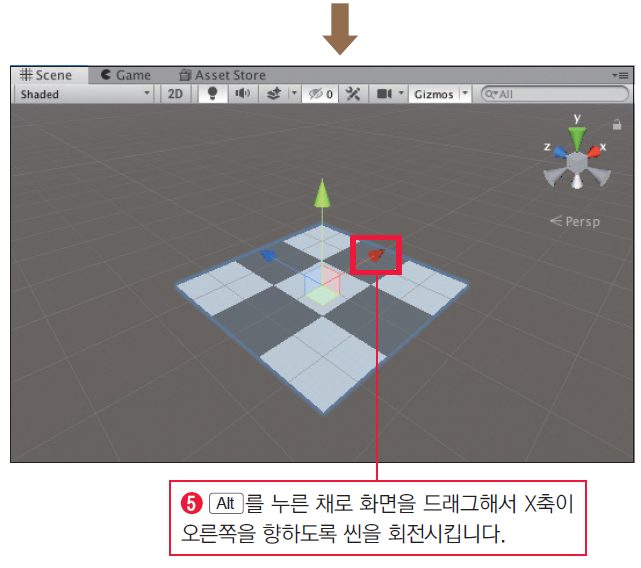 Scene Game Asset Store
Shaded 2D 0 Gizmos All
y
z x
Persp
5 Alt 를 누른 채로 화면을 드래그해서 X축이
오른쪽을 향하도록 씬을 회전시킵니다.